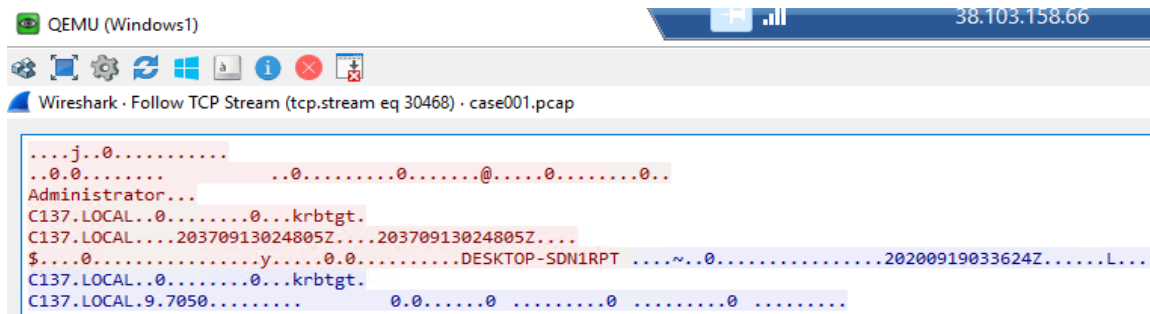 QEMU (Windows1)
38.103.158.66
Wireshark · Follow TCP Stream (tcp.stream eq 30468) · case001.pcap
....j..0...........
..0.0........ ..0.........0.......@.....0........0..
Administrator...
C137.LOCAL..0........0...krbtgt.
C137.LOCAL....20370913024805Z....20370913024805Z....
$....0................y.....0.0..........DESKTOP-SDN1RPT ....~..0................20200919033624Z......L...
C137.LOCAL..0........0...krbtgt.
C137.LOCAL.9.7050......... 0.0......0 .........0 .........0 .........